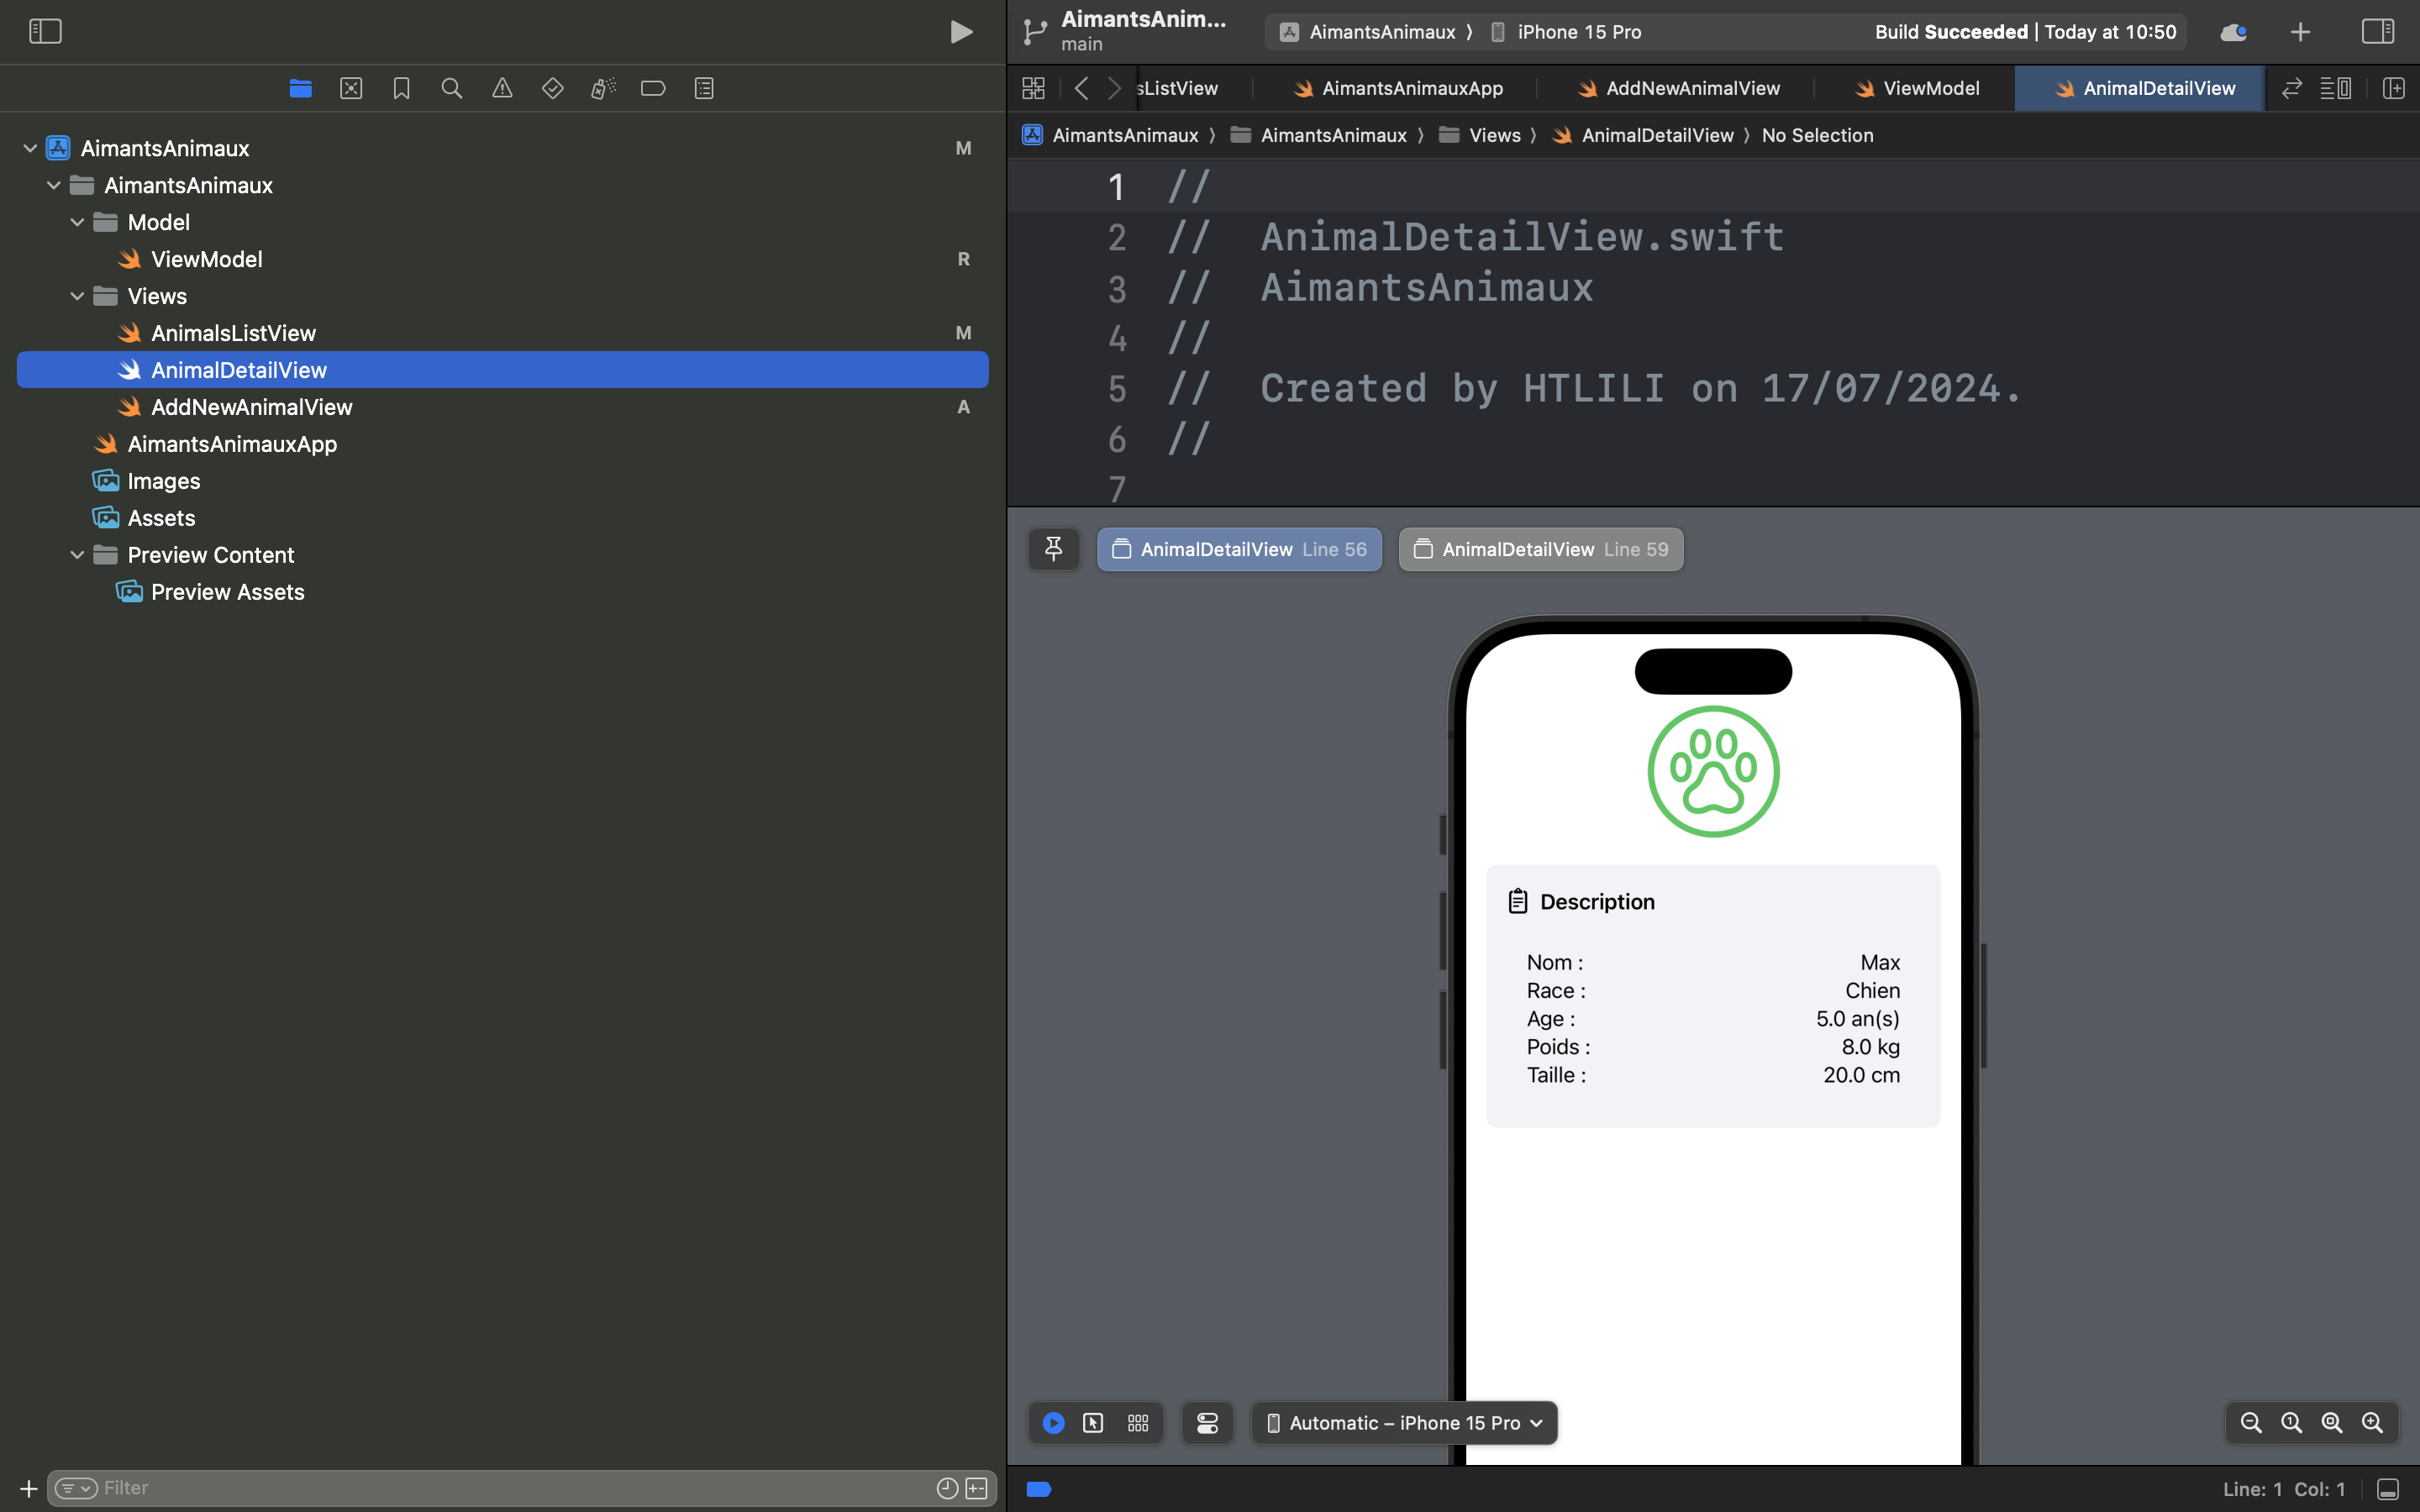 AimantsAnim...
main
AimantsAnimaux
iPhone 15 Pro
Build Succeeded | Today at 10:50
sListView
AimantsAnimauxApp
AddNewAnimalView
ViewModel
AnimalDetailView
AimantsAnimaux
AimantsAnimaux
Views
AnimalDetailView
No Selection
AimantsAnimaux M
AimantsAnimaux
Model
ViewModel R
Views
AnimalsListView M
AnimalDetailView
AddNewAnimalView A
AimantsAnimauxApp
Images
Assets
Preview Content
Preview Assets
Filter
1 //
2 // AnimalDetailView.swift
3 // AimantsAnimaux
4 //
5 // Created by HTLILI on 17/07/2024.
6 //
7
AnimalDetailView Line 56
AnimalDetailView Line 59
Description
Nom : Max
Race : Chien
Age : 5.0 an(s)
Poids : 8.0 kg
Taille : 20.0 cm
Automatic – iPhone 15 Pro
Line: 1 Col: 1